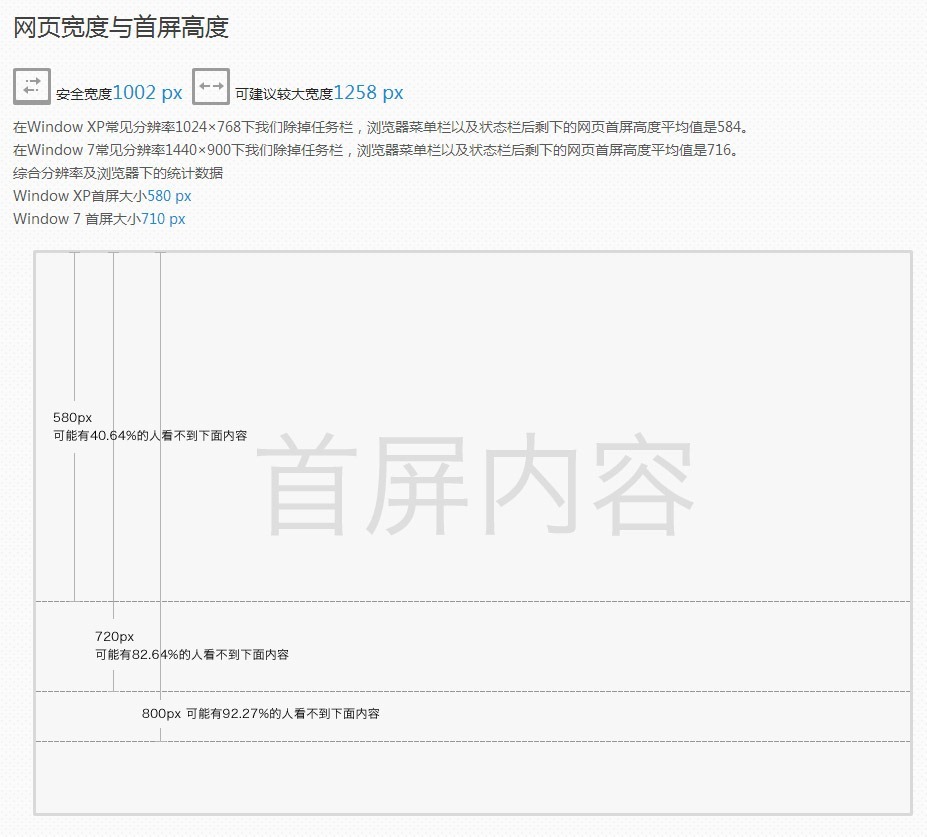 网页宽度与首屏高度
安全宽度1002 px 可建议较大宽度1258 px
在Window XP常见分辨率1024×768下我们除掉任务栏，浏览器菜单栏以及状态栏后剩下的网页首屏高度平均值是584。
在Window 7常见分辨率1440×900下我们除掉任务栏，浏览器菜单栏以及状态栏后剩下的网页首屏高度平均值是716。
综合分辨率及浏览器下的统计数据
Window XP首屏大小580 px
Window 7 首屏大小710 px
580px
可能有40.64%的人看不到下面内容
首屏内容
720px
可能有82.64%的人看不到下面内容
800px 可能有92.27%的人看不到下面内容